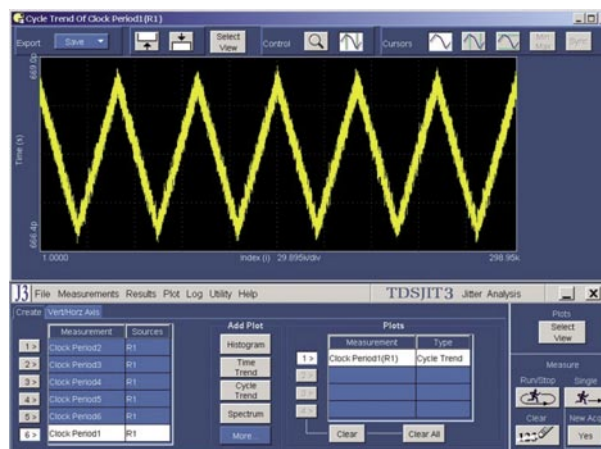 Cycle Trend Of Clock Period1(R1)
Export
Save
Select View
Control
Cursors
Min Max
Sync
669.0p
Time (s)
666.4p
1.0000
Index (i) 29.895k/div
298.95k
J3 File Measurements Results Plot Log Utility Help
TDSJIT3 Jitter Analysis
Create Vert/Horz Axis
Measurement Sources
1 > Clock Period2 R1
2 > Clock Period3 R1
3 > Clock Period4 R1
4 > Clock Period5 R1
5 > Clock Period6 R1
6 > Clock Period1 R1
Add Plot
Histogram
Time Trend
Cycle Trend
Spectrum
More...
Plots
Measurement Type
1 > Clock Period1(R1) Cycle Trend
2 >
3 >
4 >
Clear
Clear All
Plots
Select View
Measure
Run/Stop Single
Clear New Acq
123
Yes